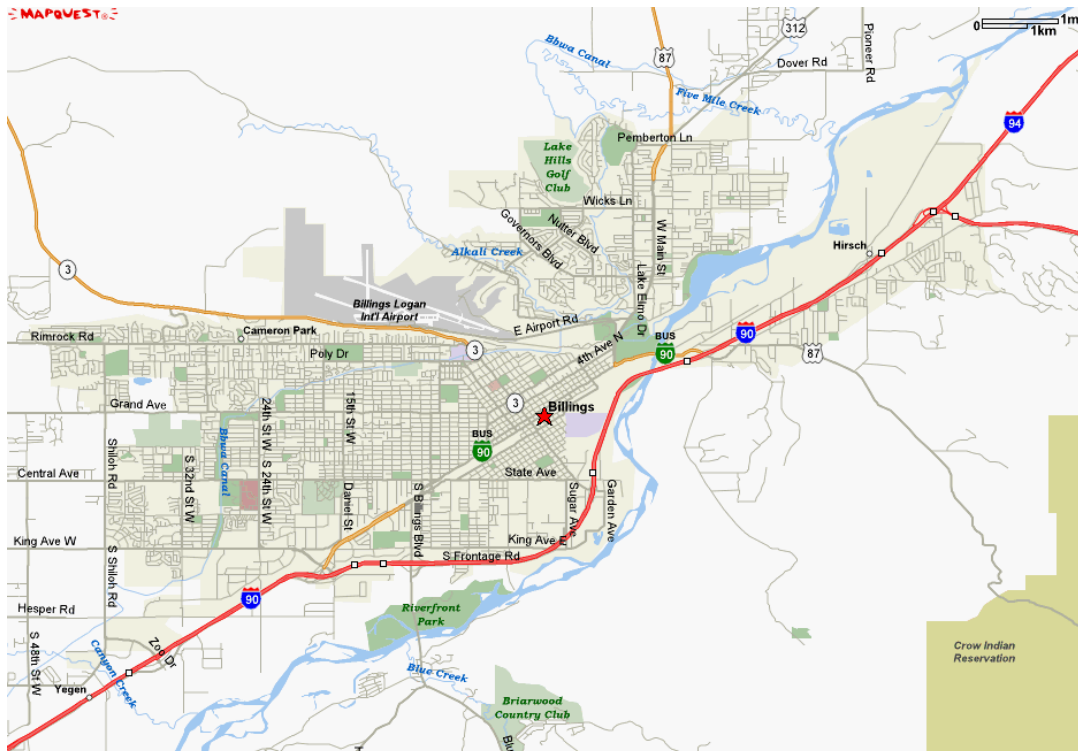 MAPQUEST®
312
Pioneer Rd
0
1m
1km
Bbwa Canal
87
Dover Rd
Five Mile Creek
94
Pemberton Ln
Lake
Hills
Golf
Club
Wicks Ln
Nutter Blvd
Governors Blvd
W Main St
Alkali Creek
Hirsch
3
Lake Elmo Dr
Billings Logan
Int'l Airport
E Airport Rd
Cameron Park
Rimrock Rd
Poly Dr
3
4th Ave N
BUS
90
90
87
Grand Ave
24th St W
15th St W
3
Billings
Shiloh Rd
S 32nd St W
Bbwa Canal
BUS
90
Central Ave
S 24th St W
Daniel St
S Billings Blvd
State Ave
Sugar Ave
Garden Ave
King Ave W
King Ave E
S Frontage Rd
S Shiloh Rd
90
Hesper Rd
Riverfront
Park
S 48th St W
Zoo Dr
Canyon Creek
Crow Indian
Reservation
Blue Creek
Yegen
Briarwood
Country Club
Blu